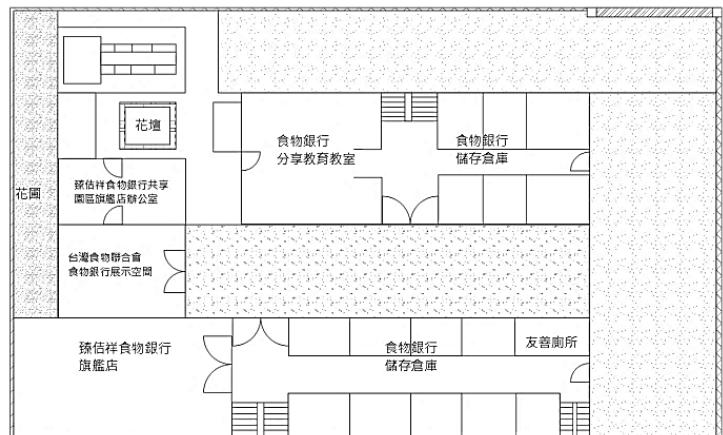 花壇
食物銀行
分享教育教室
食物銀行
儲存倉庫
臻佶祥食物銀行共享
園區旗艦店辦公室
花圃
台灣食物聯合會
食物銀行展示空間
臻佶祥食物銀行
旗艦店
食物銀行
儲存倉庫
友善廁所